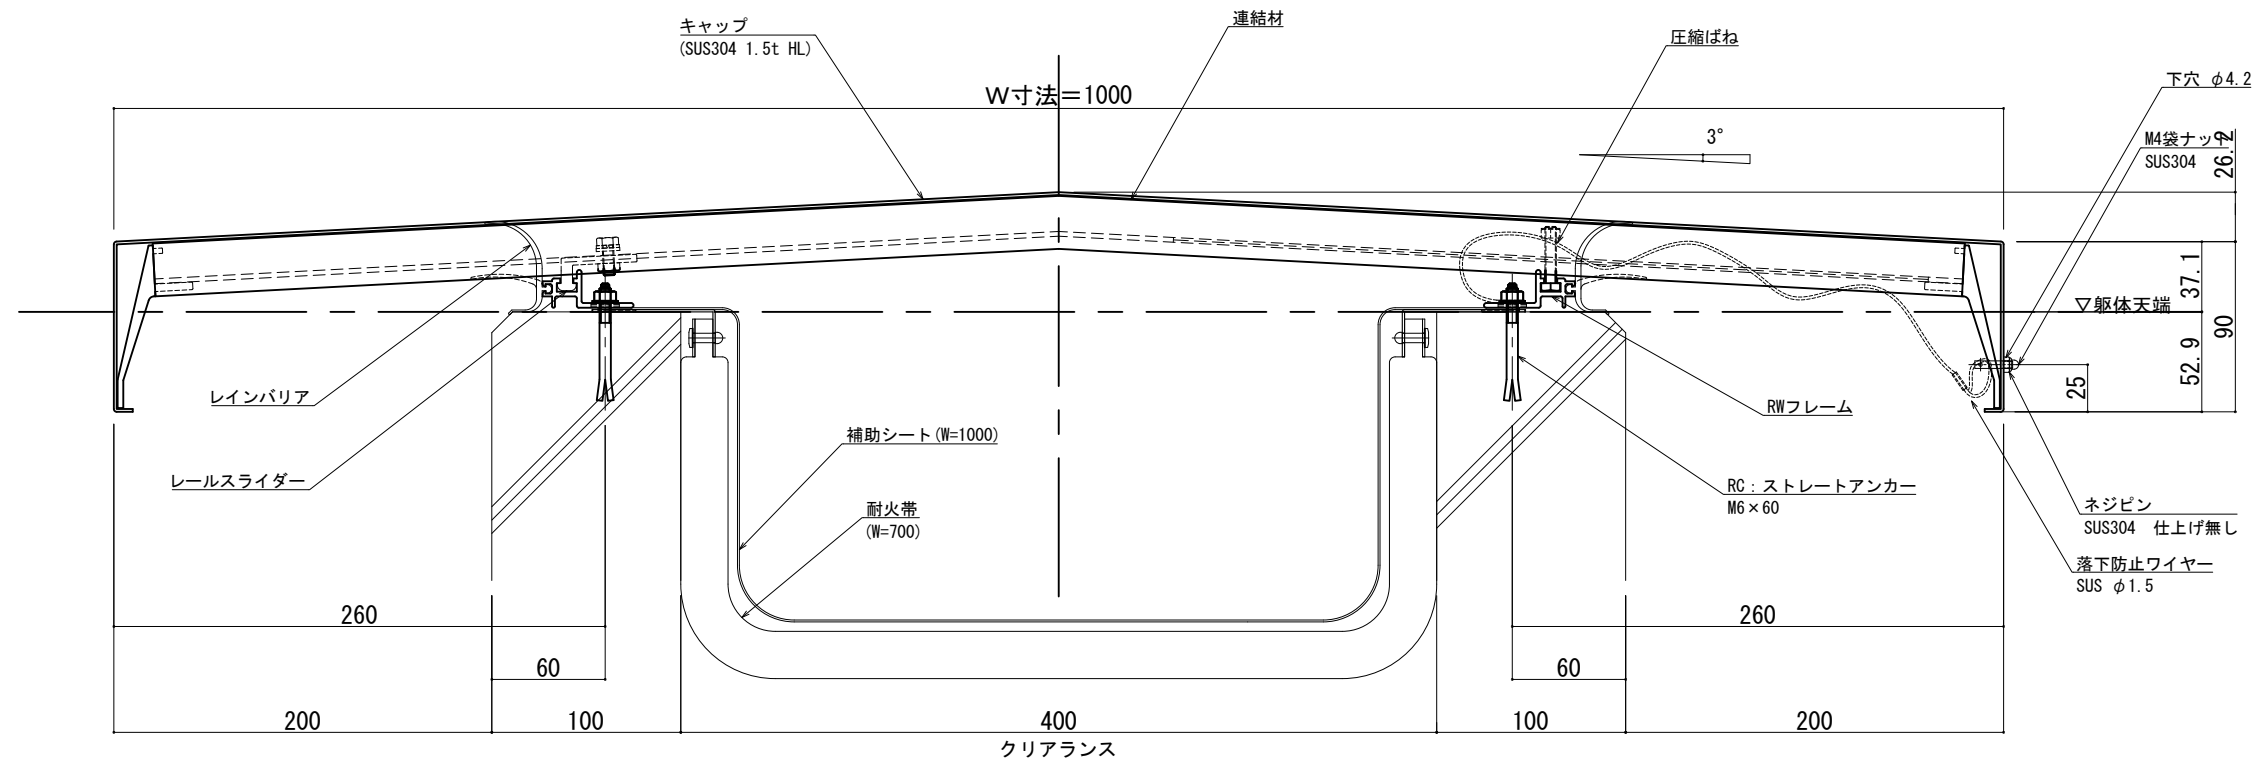 キャップ
(SUS304 1.5t HL)
連結材
圧縮ばね
下穴 φ4.2
W寸法=1000
3°
M4袋ナット
SUS304
26.2
37.1
▽躯体天端
90
52.9
25
レインバリア
RWフレーム
補助シート(W=1000)
レールスライダー
RC:ストレートアンカー
M6×60
耐火帯
(W=700)
ネジピン
SUS304 仕上げ無し
落下防止ワイヤー
SUS φ1.5
260
260
60
60
200
100
400
100
200
クリアランス